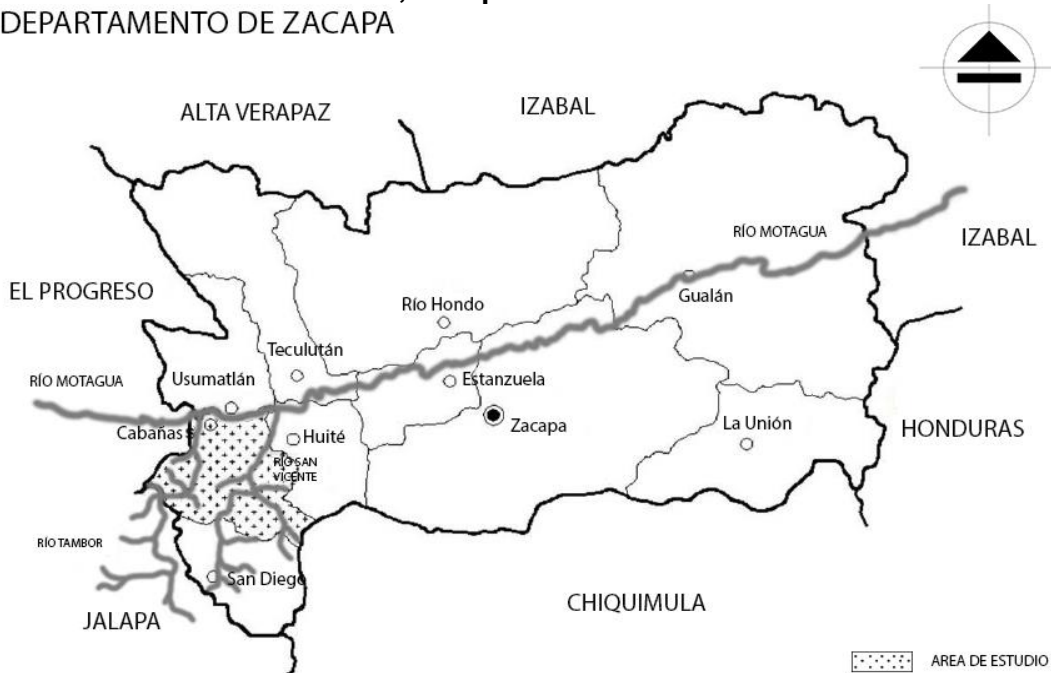 DEPARTAMENTO DE ZACAPA
ALTA VERAPAZ
IZABAL
RÍO MOTAGUA
IZABAL
EL PROGRESO
Gualán
Río Hondo
Teculután
RÍO MOTAGUA
Usumatlán
Estanzuela
Cabañas
Huité
Zacapa
La Unión
HONDURAS
RÍO SAN
VICENTE
RÍO TAMBOR
San Diego
CHIQUIMULA
JALAPA
AREA DE ESTUDIO